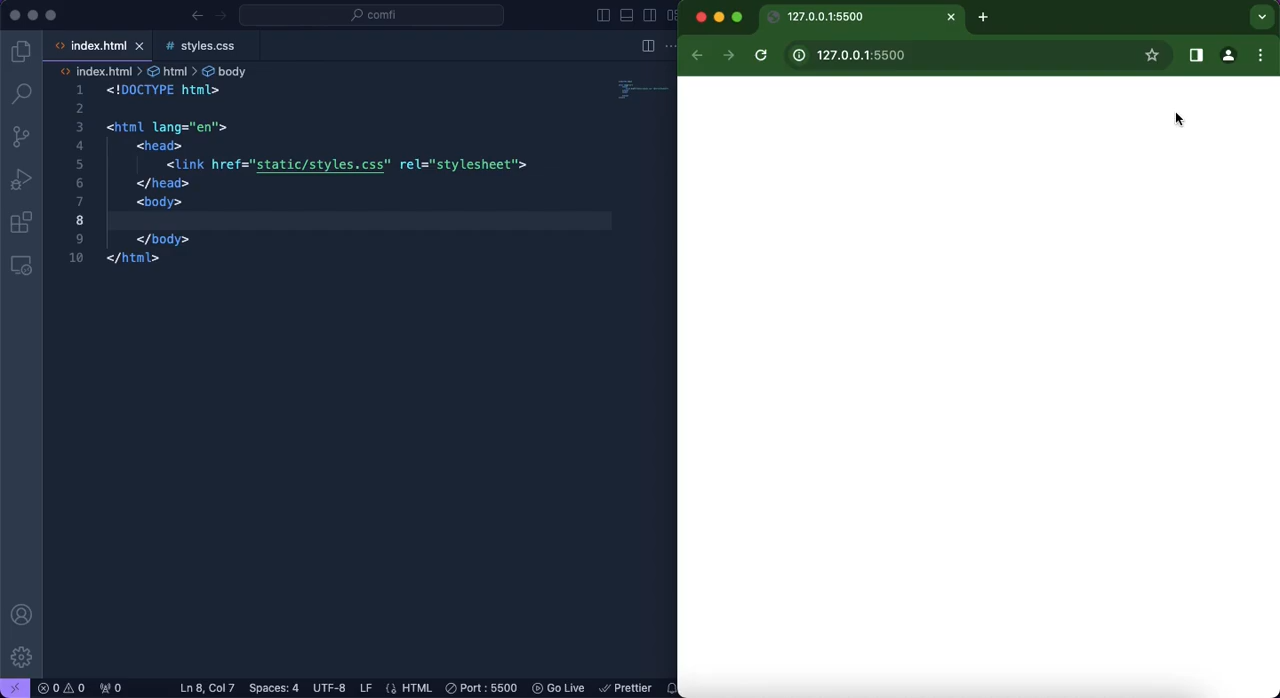 comfi
index.html
# styles.css
index.html > html > body
1 <!DOCTYPE html>
2
3 <html lang="en">
4 <head>
5 <link href="static/styles.css" rel="stylesheet">
6 </head>
7 <body>
8
9 </body>
10 </html>
0 0 0 Ln 8, Col 7 Spaces: 4 UTF-8 LF HTML Port : 5500 Go Live Prettier
127.0.0.1:5500
127.0.0.1:5500